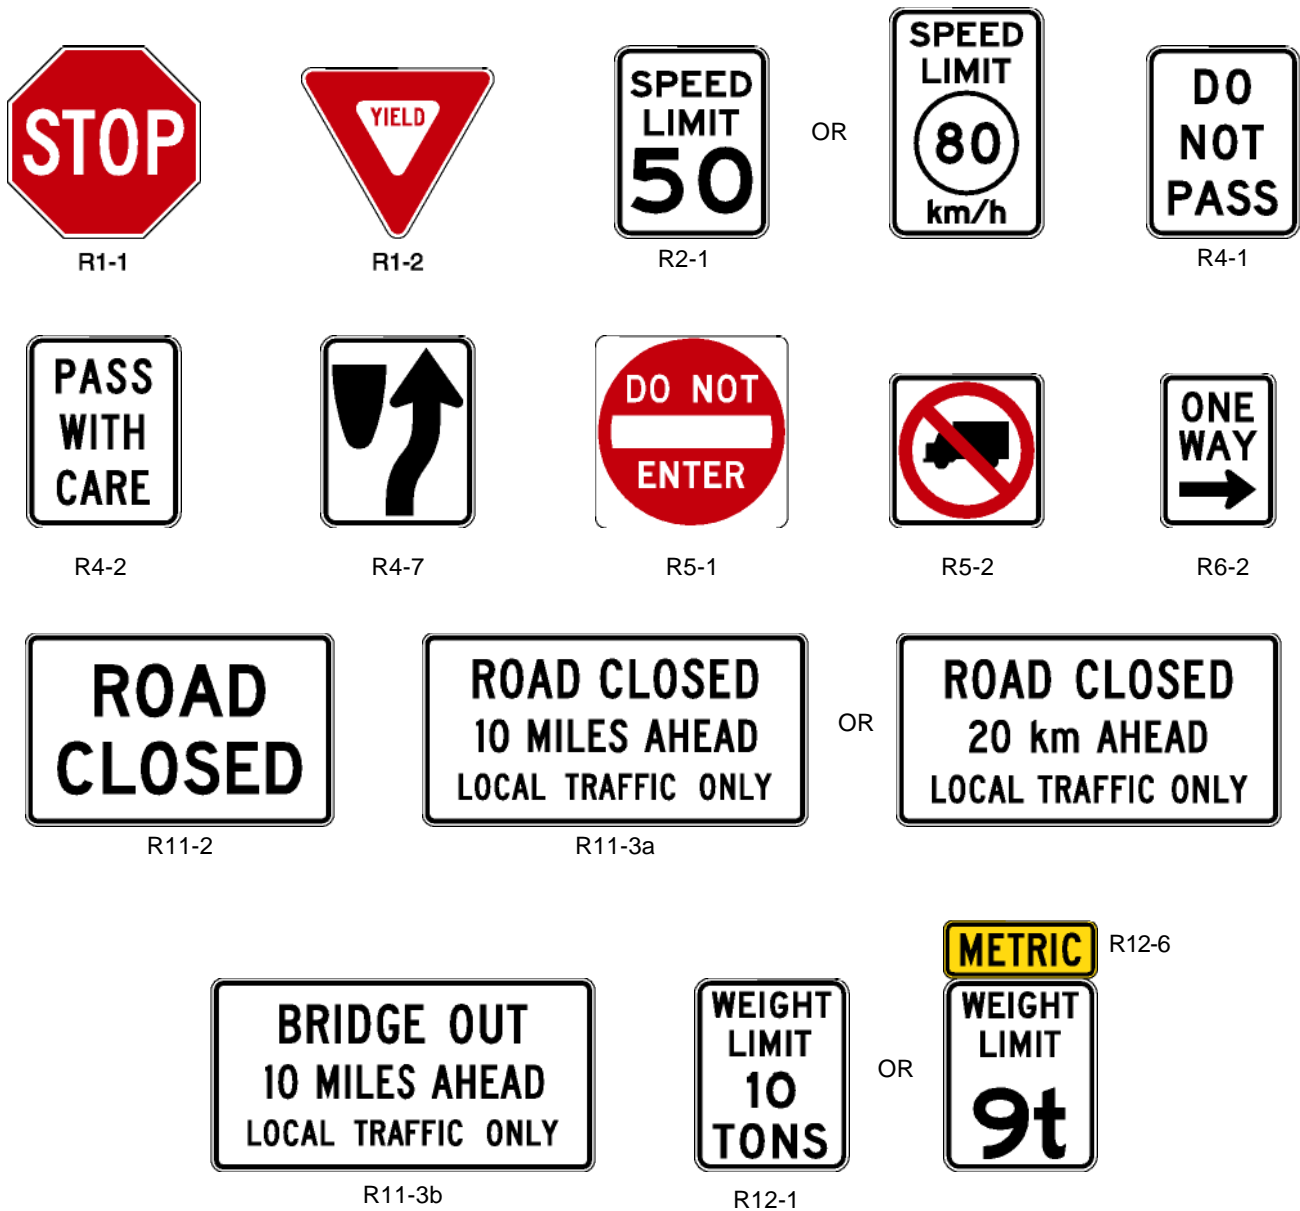 STOP
R1-1
YIELD
R1-2
SPEED
LIMIT
50
R2-1
OR
SPEED
LIMIT
80
km/h
DO
NOT
PASS
R4-1
PASS
WITH
CARE
R4-2
R4-7
DO NOT
ENTER
R5-1
R5-2
ONE
WAY
R6-2
ROAD
CLOSED
R11-2
ROAD CLOSED
10 MILES AHEAD
LOCAL TRAFFIC ONLY
R11-3a
OR
ROAD CLOSED
20 km AHEAD
LOCAL TRAFFIC ONLY
BRIDGE OUT
10 MILES AHEAD
LOCAL TRAFFIC ONLY
R11-3b
WEIGHT
LIMIT
10
TONS
R12-1
OR
METRIC
R12-6
WEIGHT
LIMIT
9t